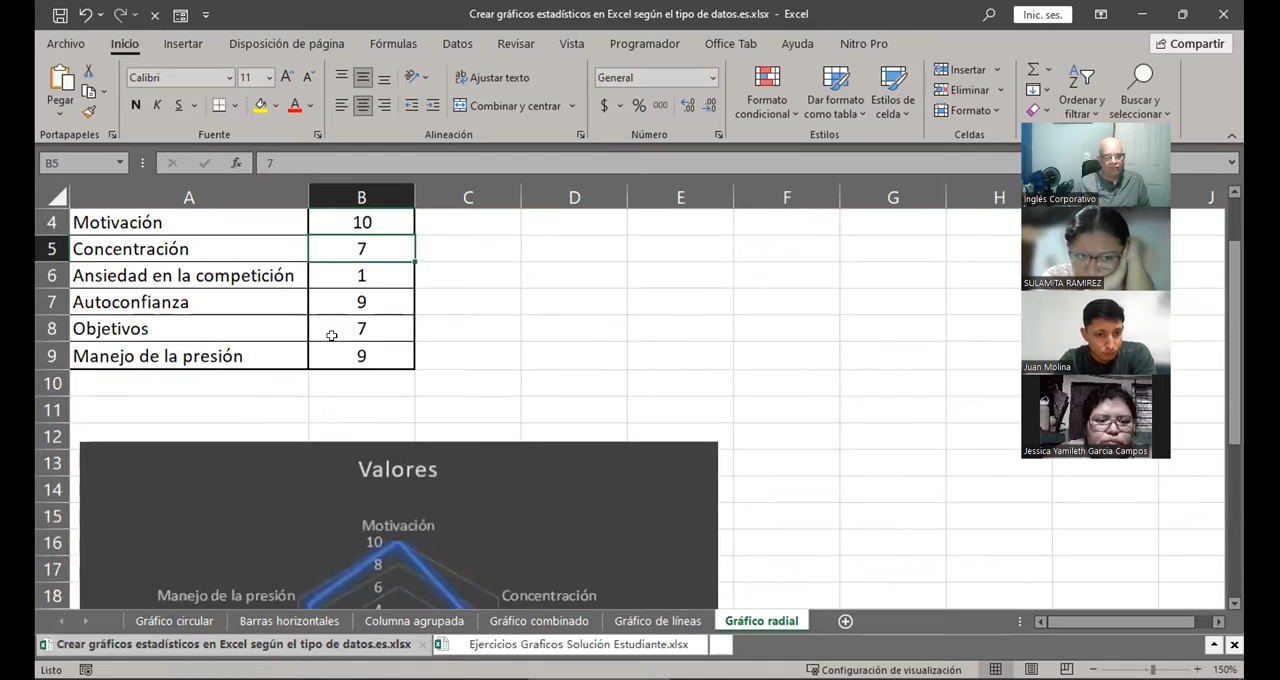 Crear gráficos estadísticos en Excel según el tipo de datos.es.xlsx - Excel
Inic. ses.
Archivo Inicio Insertar Disposición de página Fórmulas Datos Revisar Vista Programador Office Tab Ayuda Nitro Pro Compartir
Pegar
Calibri 11
N K S
Ajustar texto
Combinar y centrar
General
$ % 000
Formato condicional
Dar formato como tabla
Estilos de celda
Insertar
Eliminar
Formato
Ordenar y filtrar
Buscar y seleccionar
Portapapeles Fuente Alineación Número Estilos Celdas
B5 fx 7
A B C D E F G H J
4 Motivación 10
5 Concentración 7
6 Ansiedad en la competición 1
7 Autoconfianza 9
8 Objetivos 7
9 Manejo de la presión 9
10
11
12
13
14
15
16
17
18
Valores
Motivación
10
8
6
4
Manejo de la presión
Concentración
Inglés Corporativo
SULAMITA RAMIREZ
Juan Molina
Jessica Yamileth Garcia Campos
Gráfico circular Barras horizontales Columna agrupada Gráfico combinado Gráfico de líneas Gráfico radial
Crear gráficos estadísticos en Excel según el tipo de datos.es.xlsx Ejercicios Graficos Solución Estudiante.xlsx
Listo Configuración de visualización 150%